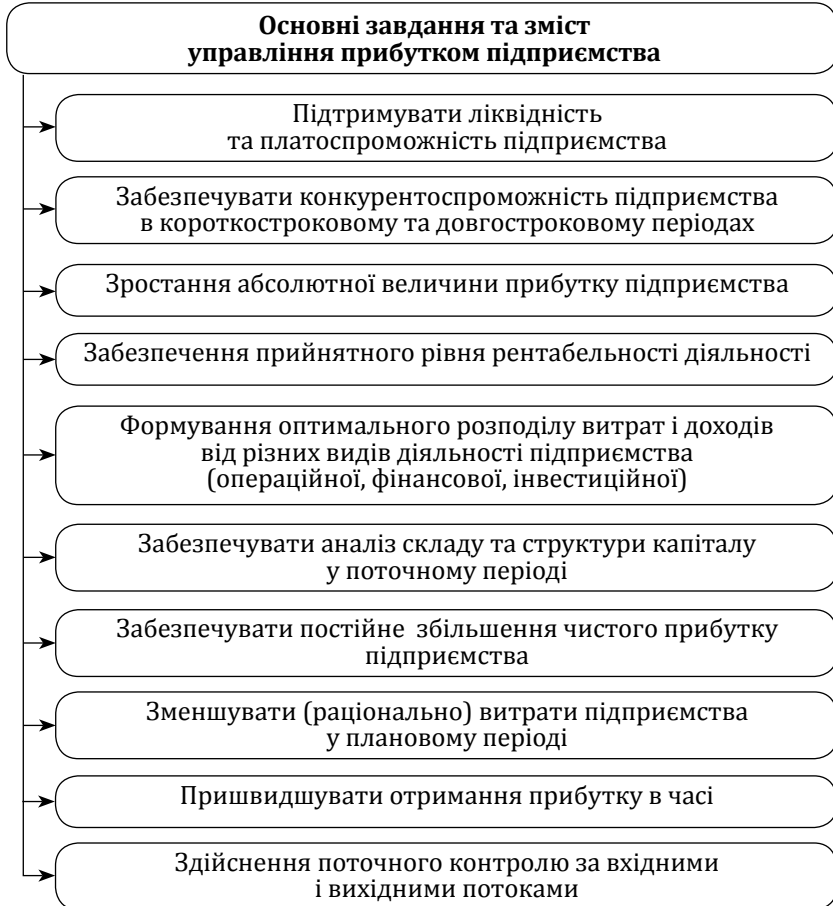 Основні завдання та зміст
управління прибутком підприємства
Підтримувати ліквідність
та платоспроможність підприємства
Забезпечувати конкурентоспроможність підприємства
в короткостроковому та довгостроковому періодах
Зростання абсолютної величини прибутку підприємства
Забезпечення прийнятного рівня рентабельності діяльності
Формування оптимального розподілу витрат і доходів
від різних видів діяльності підприємства
(операційної, фінансової, інвестиційної)
Забезпечувати аналіз складу та структури капіталу
у поточному періоді
Забезпечувати постійне  збільшення чистого прибутку
підприємства
Зменшувати (раціонально) витрати підприємства
у плановому періоді
Пришвидшувати отримання прибутку в часі
Здійснення поточного контролю за вхідними
і вихідними потоками